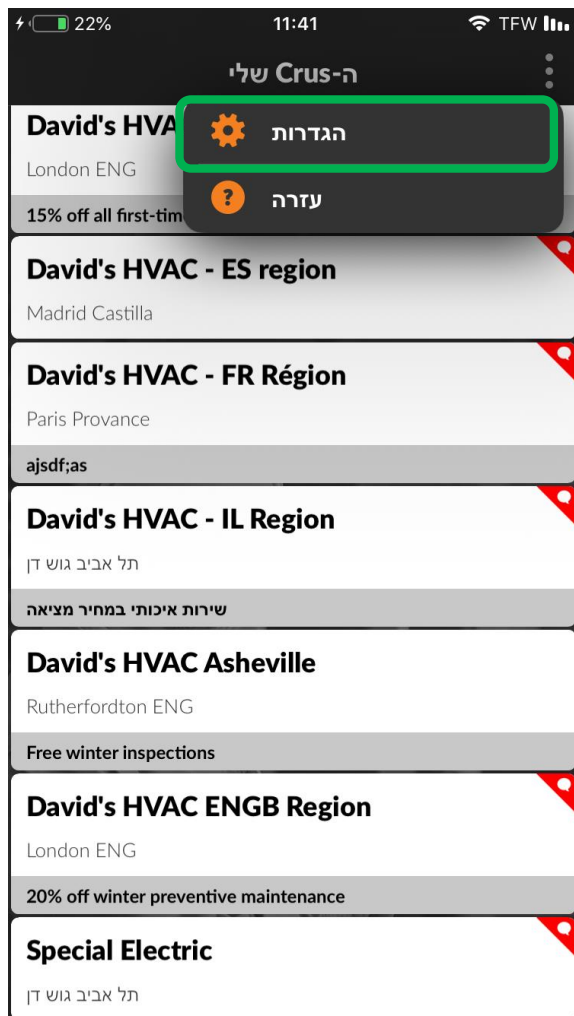 22%
11:41
TFW
ה-Crus שלי
הגדרות
עזרה
David's HVA
London ENG
15% off all first-tim
David's HVAC - ES region
Madrid Castilla
David's HVAC - FR Région
Paris Provance
ajsdf;as
David's HVAC - IL Region
תל אביב גוש דן
שירות איכותי במחיר מציאה
David's HVAC Asheville
Rutherfordton ENG
Free winter inspections
David's HVAC ENGB Region
London ENG
20% off winter preventive maintenance
Special Electric
תל אביב גוש דן